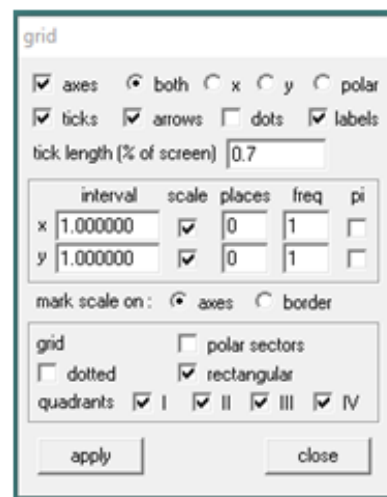 grid
axes both x y polar
ticks arrows dots labels
tick length (% of screen) 0.7
interval scale places freq pi
x 1.000000 0 1
y 1.000000 0 1
mark scale on : axes border
grid polar sectors
dotted rectangular
quadrants I II III IV
apply close